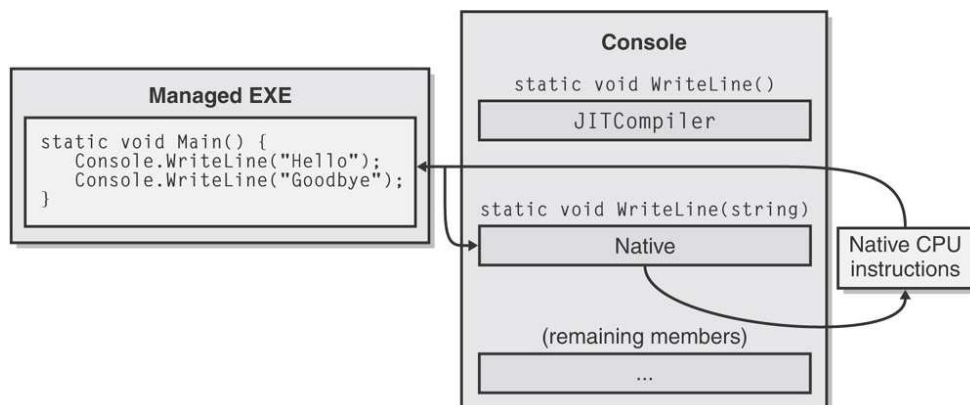 Managed EXE
static void Main() {
   Console.WriteLine("Hello");
   Console.WriteLine("Goodbye");
}
Console
static void WriteLine()
JITCompiler
static void WriteLine(string)
Native
(remaining members)
...
Native CPU
instructions